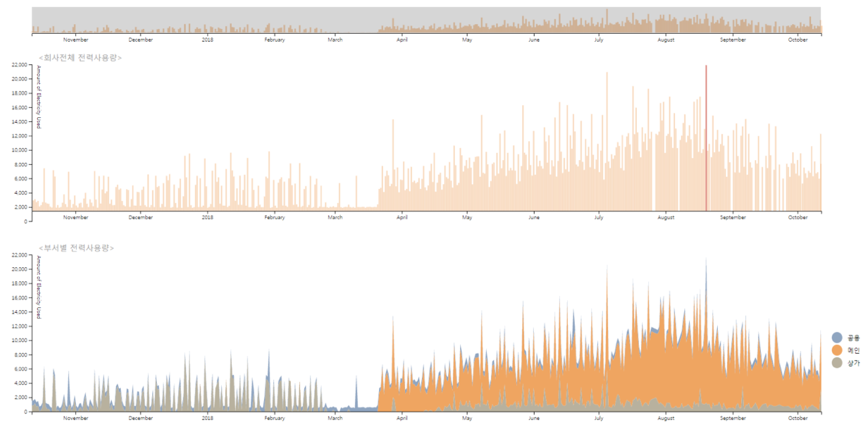 November December 2018 February March April May June July August September October
<회사전체 전력사용량>
22,000
20,000
18,000
16,000
14,000
12,000
10,000
8,000
6,000
4,000
2,000
0
Amount of Electricity Used
November December 2018 February March April May June July August September October
<부서별 전력사용량>
22,000
20,000
18,000
16,000
14,000
12,000
10,000
8,000
6,000
4,000
2,000
0
Amount of Electricity Used
November December 2018 February March April May June July August September October
공용
메인
상가